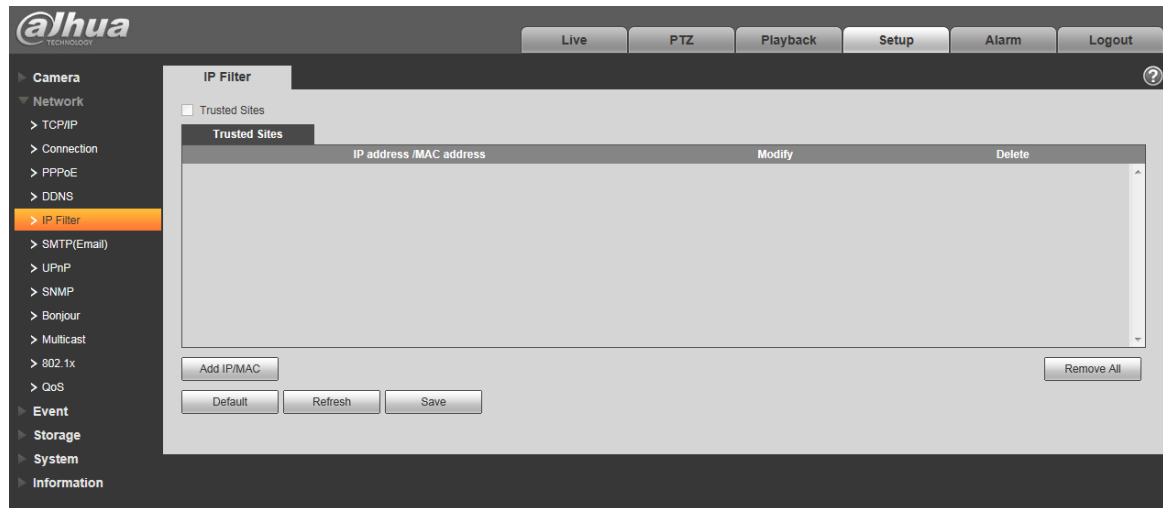 alhua
TECHNOLOGY
Live PTZ Playback Setup Alarm Logout
Camera
Network
> TCP/IP
> Connection
> PPPoE
> DDNS
> IP Filter
> SMTP(Email)
> UPnP
> SNMP
> Bonjour
> Multicast
> 802.1x
> QoS
Event
Storage
System
Information
IP Filter
?
Trusted Sites
Trusted Sites
IP address /MAC address Modify Delete
Add IP/MAC Remove All
Default Refresh Save